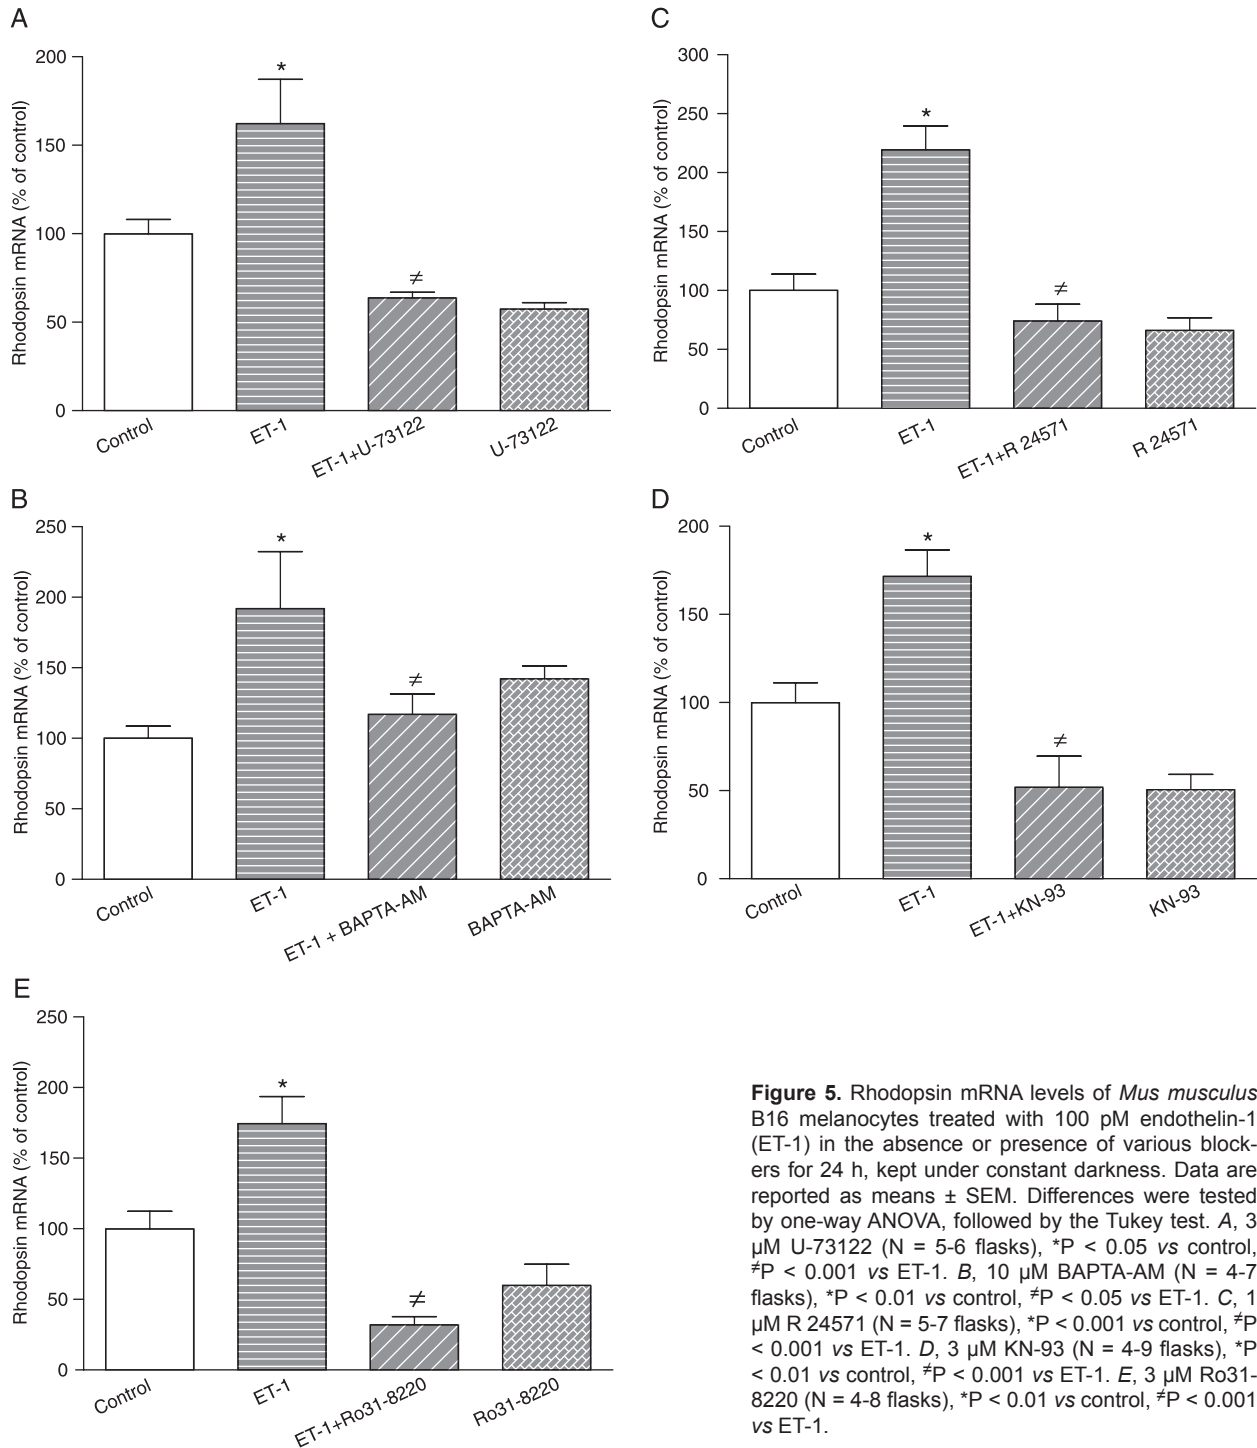 A
Rhodopsin mRNA (% of control)
200
150
100
50
0
*
≠
Control
ET-1
ET-1+U-73122
U-73122
C
Rhodopsin mRNA (% of control)
300
250
200
150
100
50
0
*
≠
Control
ET-1
ET-1+R 24571
R 24571
B
Rhodopsin mRNA (% of control)
250
200
150
100
50
0
*
≠
Control
ET-1
ET-1 + BAPTA-AM
BAPTA-AM
D
Rhodopsin mRNA (% of control)
200
150
100
50
0
*
≠
Control
ET-1
ET-1+KN-93
KN-93
E
Rhodopsin mRNA (% of control)
250
200
150
100
50
0
*
≠
Control
ET-1
ET-1+Ro31-8220
Ro31-8220
Figure 5. Rhodopsin mRNA levels of Mus musculus
B16 melanocytes treated with 100 pM endothelin-1
(ET-1) in the absence or presence of various block-
ers for 24 h, kept under constant darkness. Data are
reported as means ± SEM. Differences were tested
by one-way ANOVA, followed by the Tukey test. A, 3
µM U-73122 (N = 5-6 flasks), *P < 0.05 vs control,
≠P < 0.001 vs ET-1. B, 10 µM BAPTA-AM (N = 4-7
flasks), *P < 0.01 vs control, ≠P < 0.05 vs ET-1. C, 1
µM R 24571 (N = 5-7 flasks), *P < 0.001 vs control, ≠P
< 0.001 vs ET-1. D, 3 µM KN-93 (N = 4-9 flasks), *P
< 0.01 vs control, ≠P < 0.001 vs ET-1. E, 3 µM Ro31-
8220 (N = 4-8 flasks), *P < 0.01 vs control, ≠P < 0.001
vs ET-1.